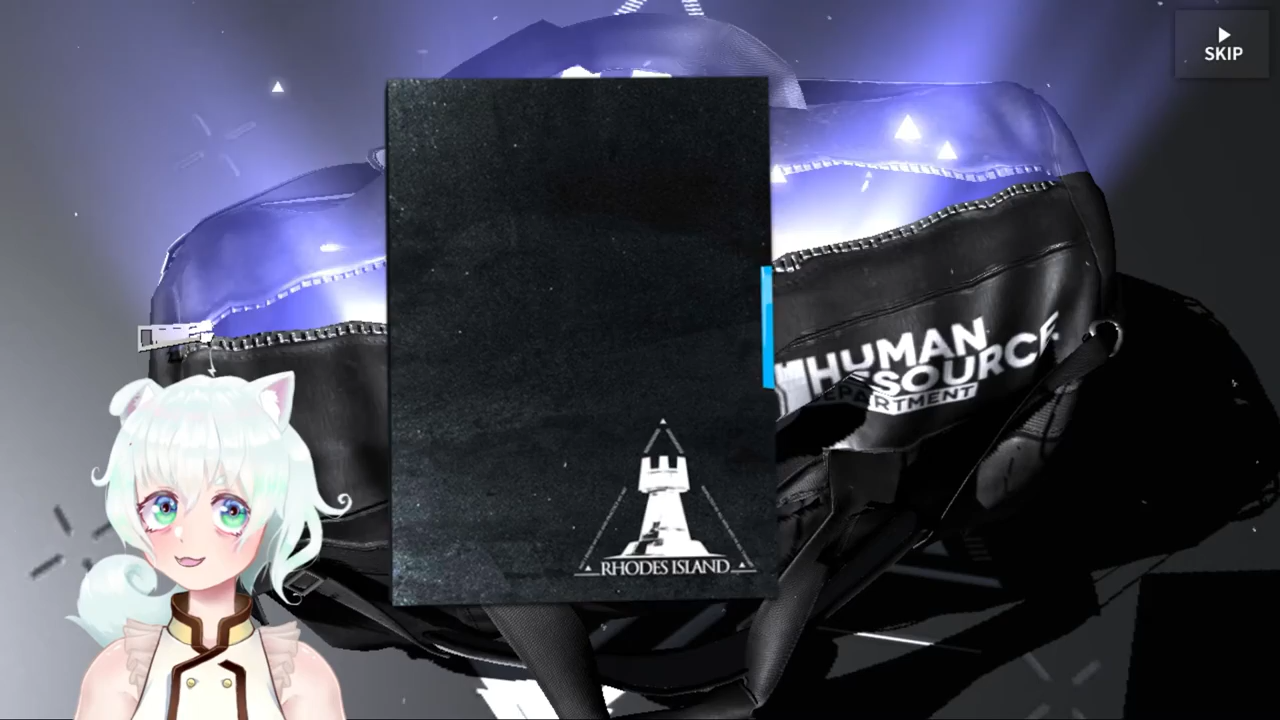 SKIP
HUMAN
RESOURCE
DEPARTMENT
RHODES ISLAND